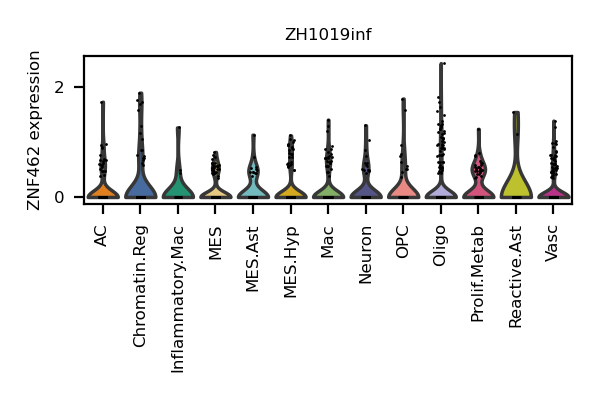 ZH1019inf
ZNF462 expression
2
0
AC
Chromatin.Reg
Inflammatory.Mac
MES
MES.Ast
MES.Hyp
Mac
Neuron
OPC
Oligo
Prolif.Metab
Reactive.Ast
Vasc